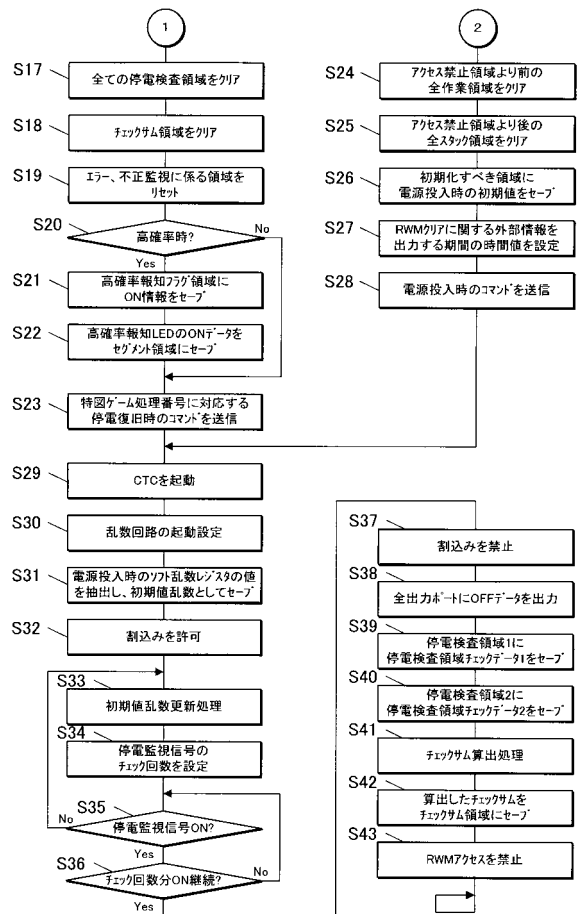 1
S17
全ての停電検査領域をクリア
S18
チェックサム領域をクリア
S19
エラー、不正監視に係る領域を
リセット
S20
高確率時?
No
Yes
S21
高確率報知フラグ領域に
ON情報をセーブ
S22
高確率報知LEDのONデータを
セグメント領域にセーブ
S23
特図ゲーム処理番号に対応する
停電復旧時のコマンドを送信
2
S24
アクセス禁止領域より前の
全作業領域をクリア
S25
アクセス禁止領域より後の
全スタック領域をクリア
S26
初期化すべき領域に
電源投入時の初期値をセーブ
S27
RWMクリアに関する外部情報を
出力する期間の時間値を設定
S28
電源投入時のコマンドを送信
S29
CTCを起動
S30
乱数回路の起動設定
S31
電源投入時のソフト乱数レジスタの値
を抽出し、初期値乱数としてセーブ
S32
割込みを許可
S33
初期値乱数更新処理
S34
停電監視信号の
チェック回数を設定
S35
停電監視信号ON?
No
Yes
S36
チェック回数分ON継続?
No
Yes
S37
割込みを禁止
S38
全出力ポートにOFFデータを出力
S39
停電検査領域1に
停電検査領域チェックデータ1をセーブ
S40
停電検査領域2に
停電検査領域チェックデータ2をセーブ
S41
チェックサム算出処理
S42
算出したチェックサムを
チェックサム領域にセーブ
S43
RWMアクセスを禁止